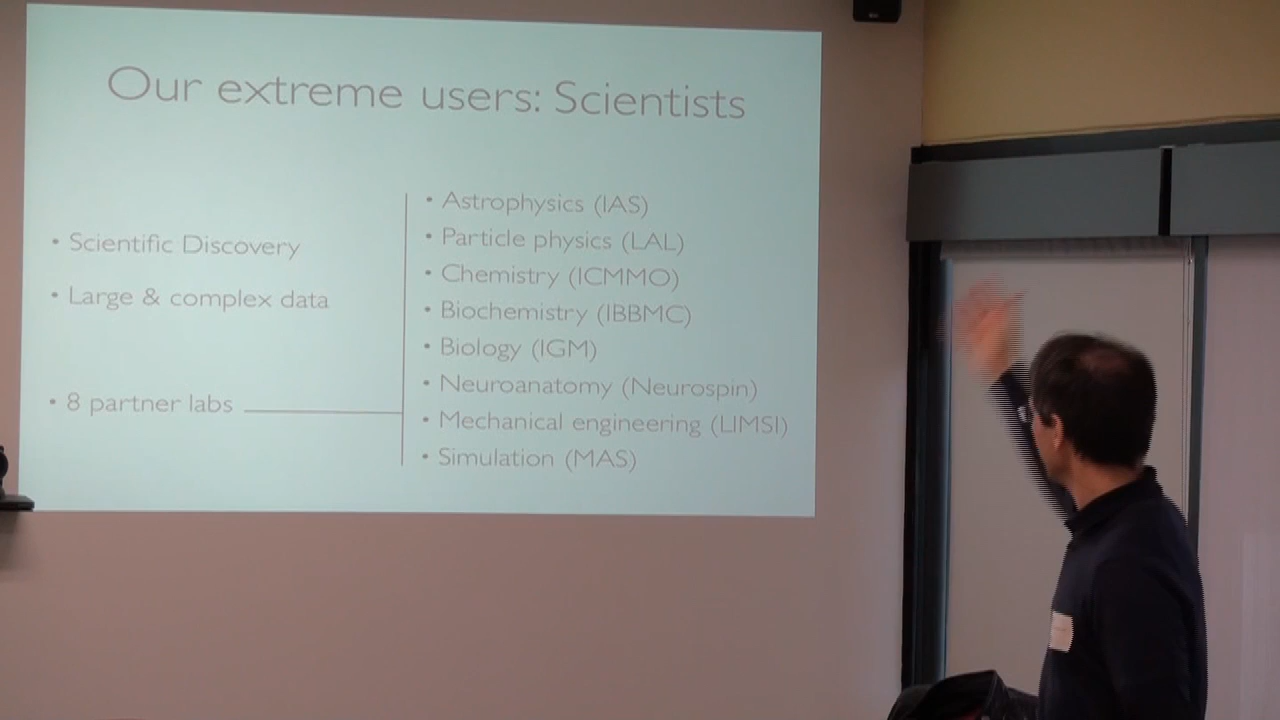 Our extreme users: Scientists
• Scientific Discovery
• Large & complex data
• 8 partner labs
• Astrophysics (IAS)
• Particle physics (LAL)
• Chemistry (ICMMO)
• Biochemistry (IBBMC)
• Biology (IGM)
• Neuroanatomy (Neurospin)
• Mechanical engineering (LIMSI)
• Simulation (MAS)